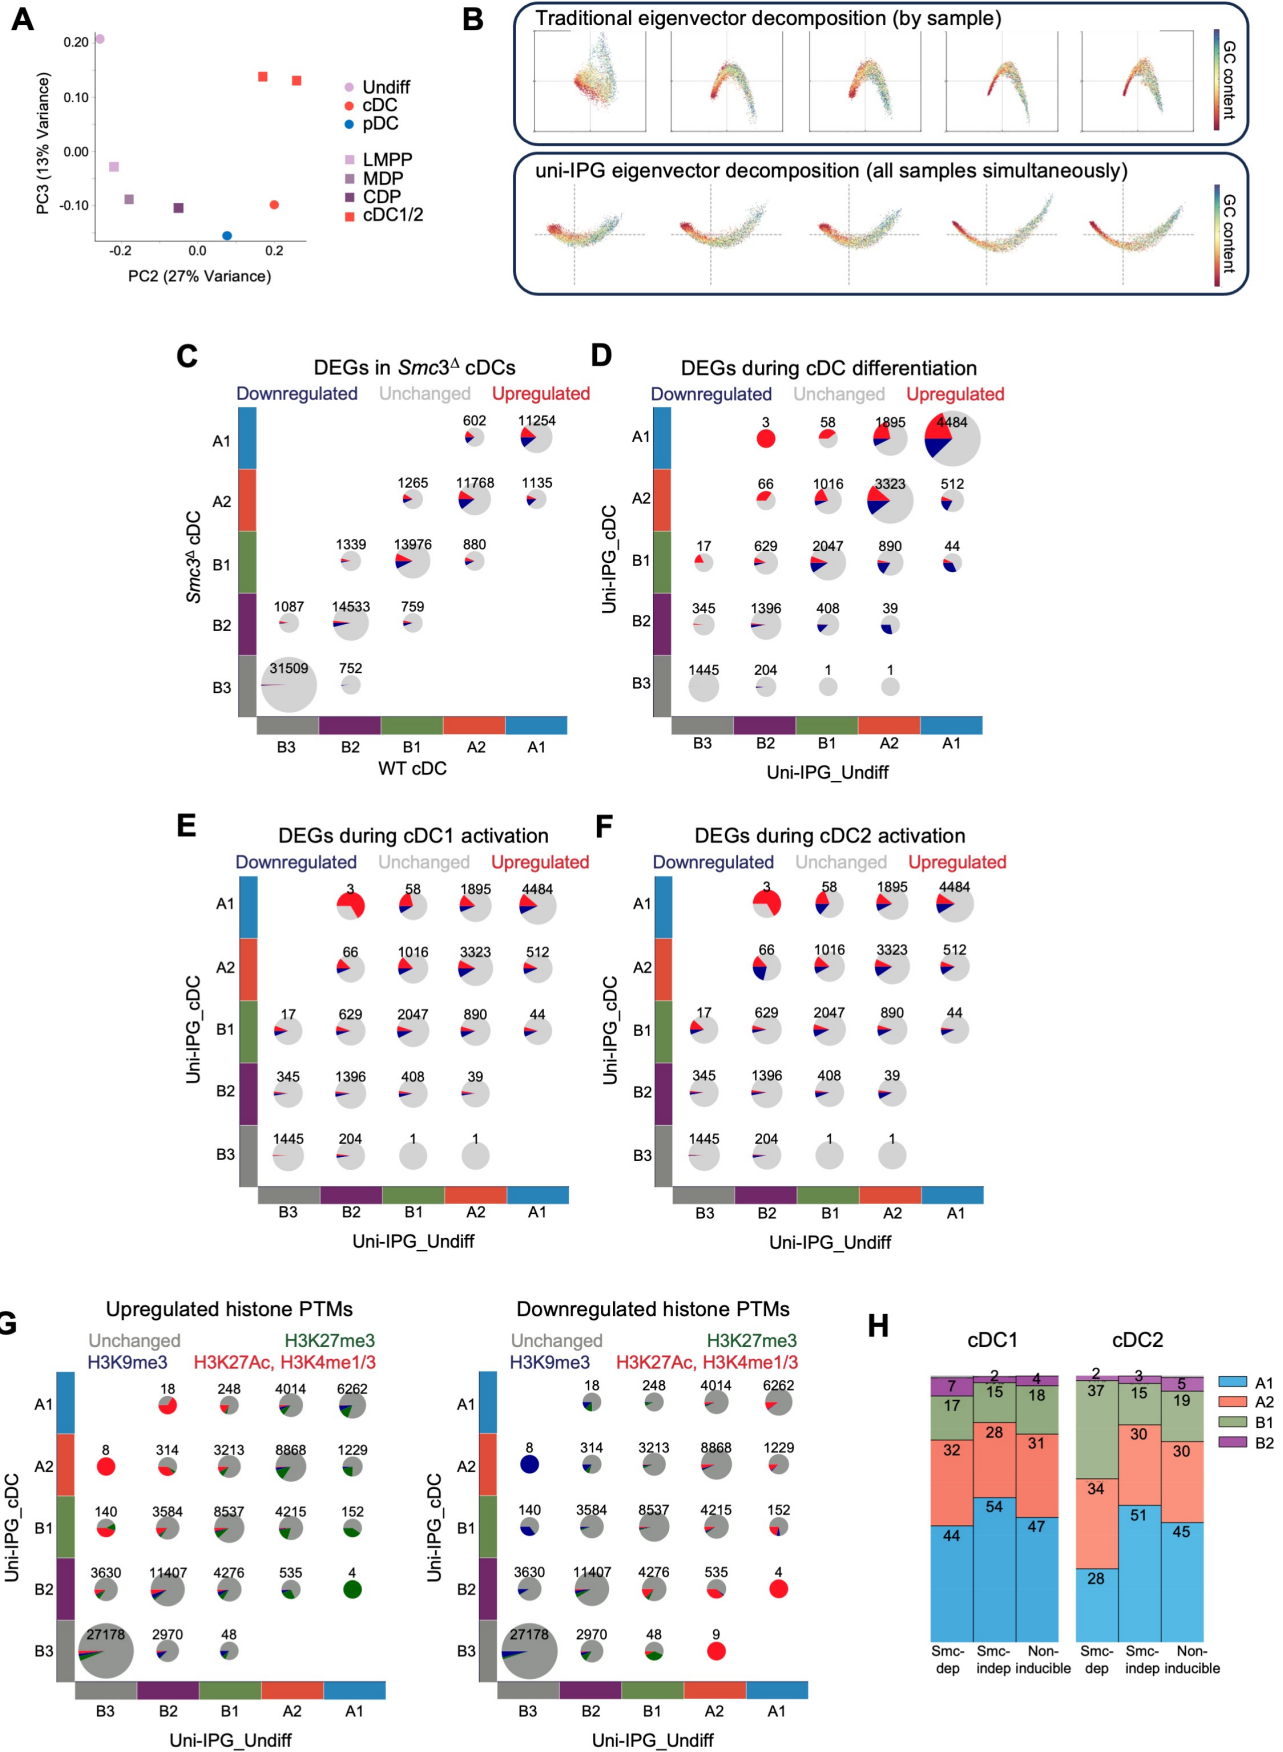 A
0.20
0.10
0.00
-0.10
PC3 (13% Variance)
-0.2
0.0
0.2
PC2 (27% Variance)
Undiff
cDC
pDC
LMPP
MDP
CDP
cDC1/2
B
Traditional eigenvector decomposition (by sample)
GC content
uni-IPG eigenvector decomposition (all samples simultaneously)
GC content
C
DEGs in Smc3Δ cDCs
Downregulated Unchanged Upregulated
Smc3Δ cDC
A1 602 11254
A2 1265 11768 1135
B1 1339 13976 880
B2 1087 14533 759
B3 31509 752
B3 B2 B1 A2 A1
WT cDC
D
DEGs during cDC differentiation
Downregulated Unchanged Upregulated
Uni-IPG_cDC
A1 3 58 1895 4484
A2 66 1016 3323 512
B1 17 629 2047 890 44
B2 345 1396 408 39
B3 1445 204 1 1
B3 B2 B1 A2 A1
Uni-IPG_Undiff
E
DEGs during cDC1 activation
Downregulated Unchanged Upregulated
Uni-IPG_cDC
A1 3 58 1895 4484
A2 66 1016 3323 512
B1 17 629 2047 890 44
B2 345 1396 408 39
B3 1445 204 1 1
B3 B2 B1 A2 A1
Uni-IPG_Undiff
F
DEGs during cDC2 activation
Downregulated Unchanged Upregulated
Uni-IPG_cDC
A1 3 58 1895 4484
A2 66 1016 3323 512
B1 17 629 2047 890 44
B2 345 1396 408 39
B3 1445 204 1 1
B3 B2 B1 A2 A1
Uni-IPG_Undiff
G
Upregulated histone PTMs
Unchanged H3K27me3
H3K9me3 H3K27Ac, H3K4me1/3
Uni-IPG_cDC
A1 18 248 4014 6262
A2 8 314 3213 8868 1229
B1 140 3584 8537 4215 152
B2 3630 11407 4276 535 4
B3 27178 2970 48
B3 B2 B1 A2 A1
Uni-IPG_Undiff
Downregulated histone PTMs
Unchanged H3K27me3
H3K9me3 H3K27Ac, H3K4me1/3
Uni-IPG_cDC
A1 18 248 4014 6262
A2 8 314 3213 8868 1229
B1 140 3584 8537 4215 152
B2 3630 11407 4276 535 4
B3 27178 2970 48 9
B3 B2 B1 A2 A1
Uni-IPG_Undiff
H
cDC1 cDC2
7 2 4 2 3 5
17 15 18 37 15 19
32 28 31 34 30 30
44 54 47 28 51 45
Smc-dep Smc-indep Non-inducible Smc-dep Smc-indep Non-inducible
A1
A2
B1
B2